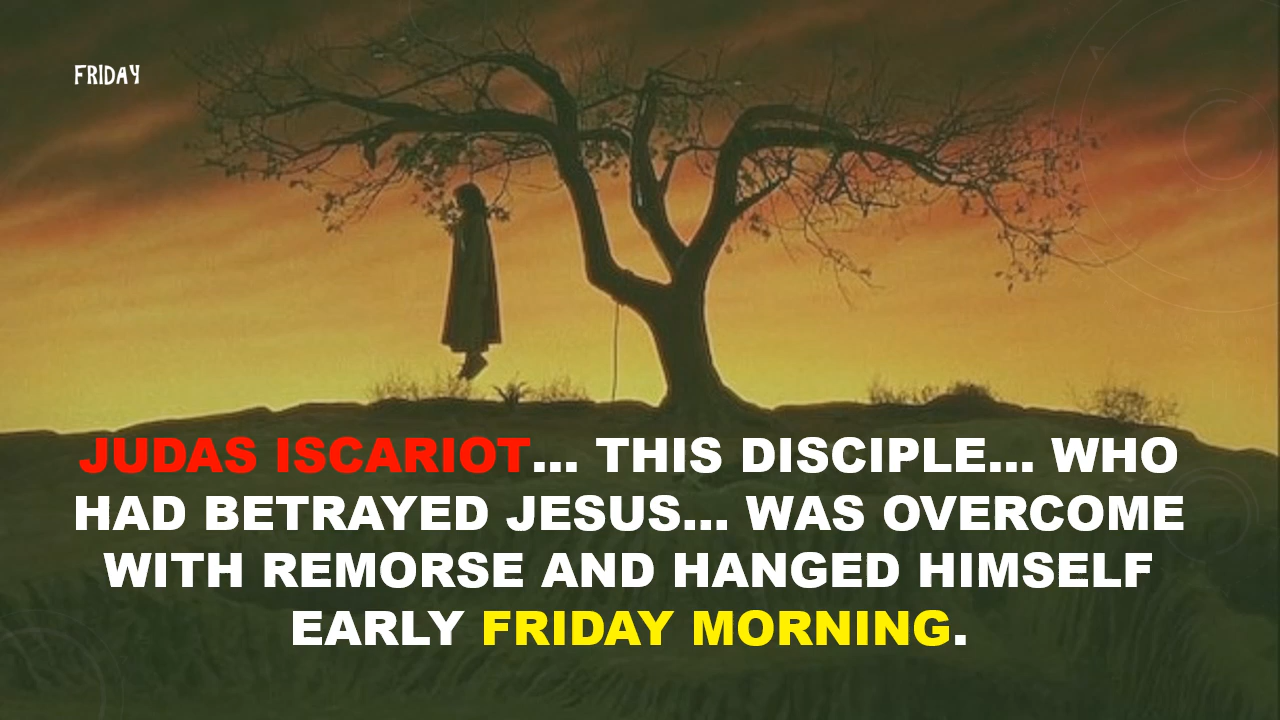 FRIDAY
JUDAS ISCARIOT... THIS DISCIPLE... WHO
HAD BETRAYED JESUS... WAS OVERCOME
WITH REMORSE AND HANGED HIMSELF
EARLY FRIDAY MORNING.